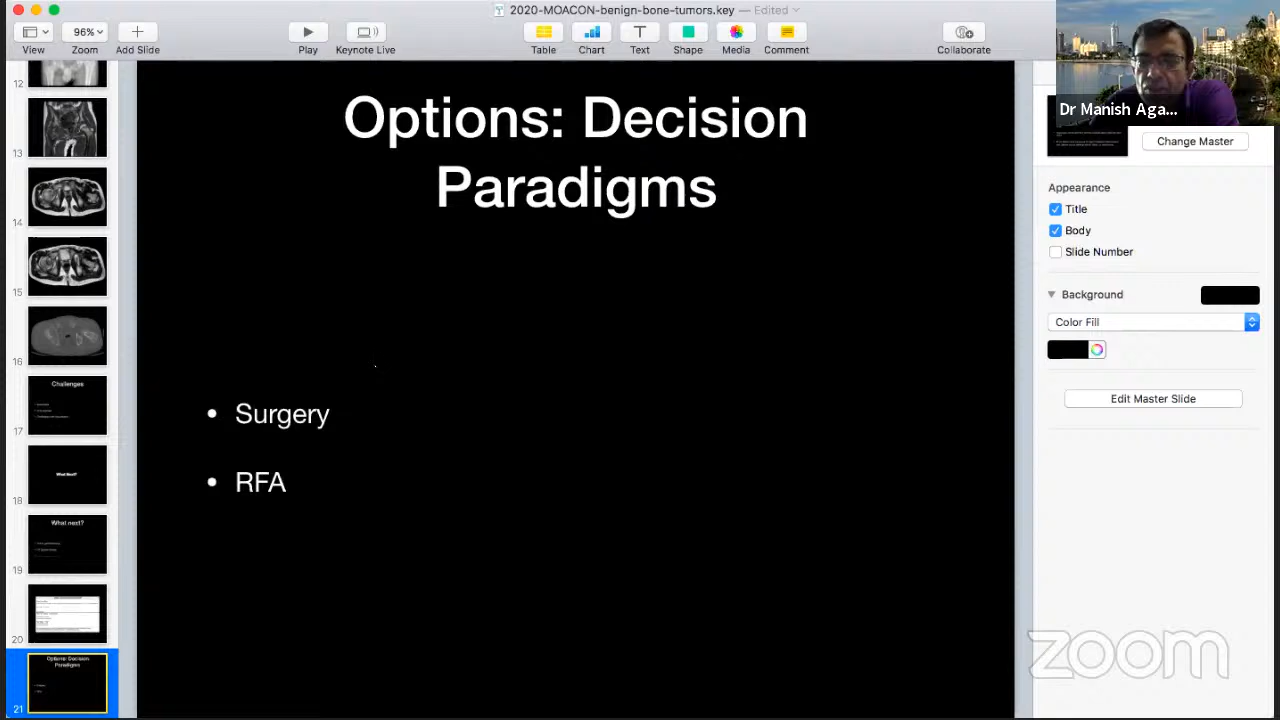 2020-MOACON-benign-bone-tumors.key — Edited
96%
View
Zoom
Add Slide
Play
Keynote Live
Table
Chart
Text
Shape
Media
Comment
Collaborate
Dr Manish Aga...
Change Master
Appearance
Title
Body
Slide Number
Background
Color Fill
Edit Master Slide
Options: Decision
Paradigms
• Surgery
• RFA
12
13
14
15
16
Challenges
17
What Next?
18
What next?
19
20
Options: Decision
Paradigms
21
zoom